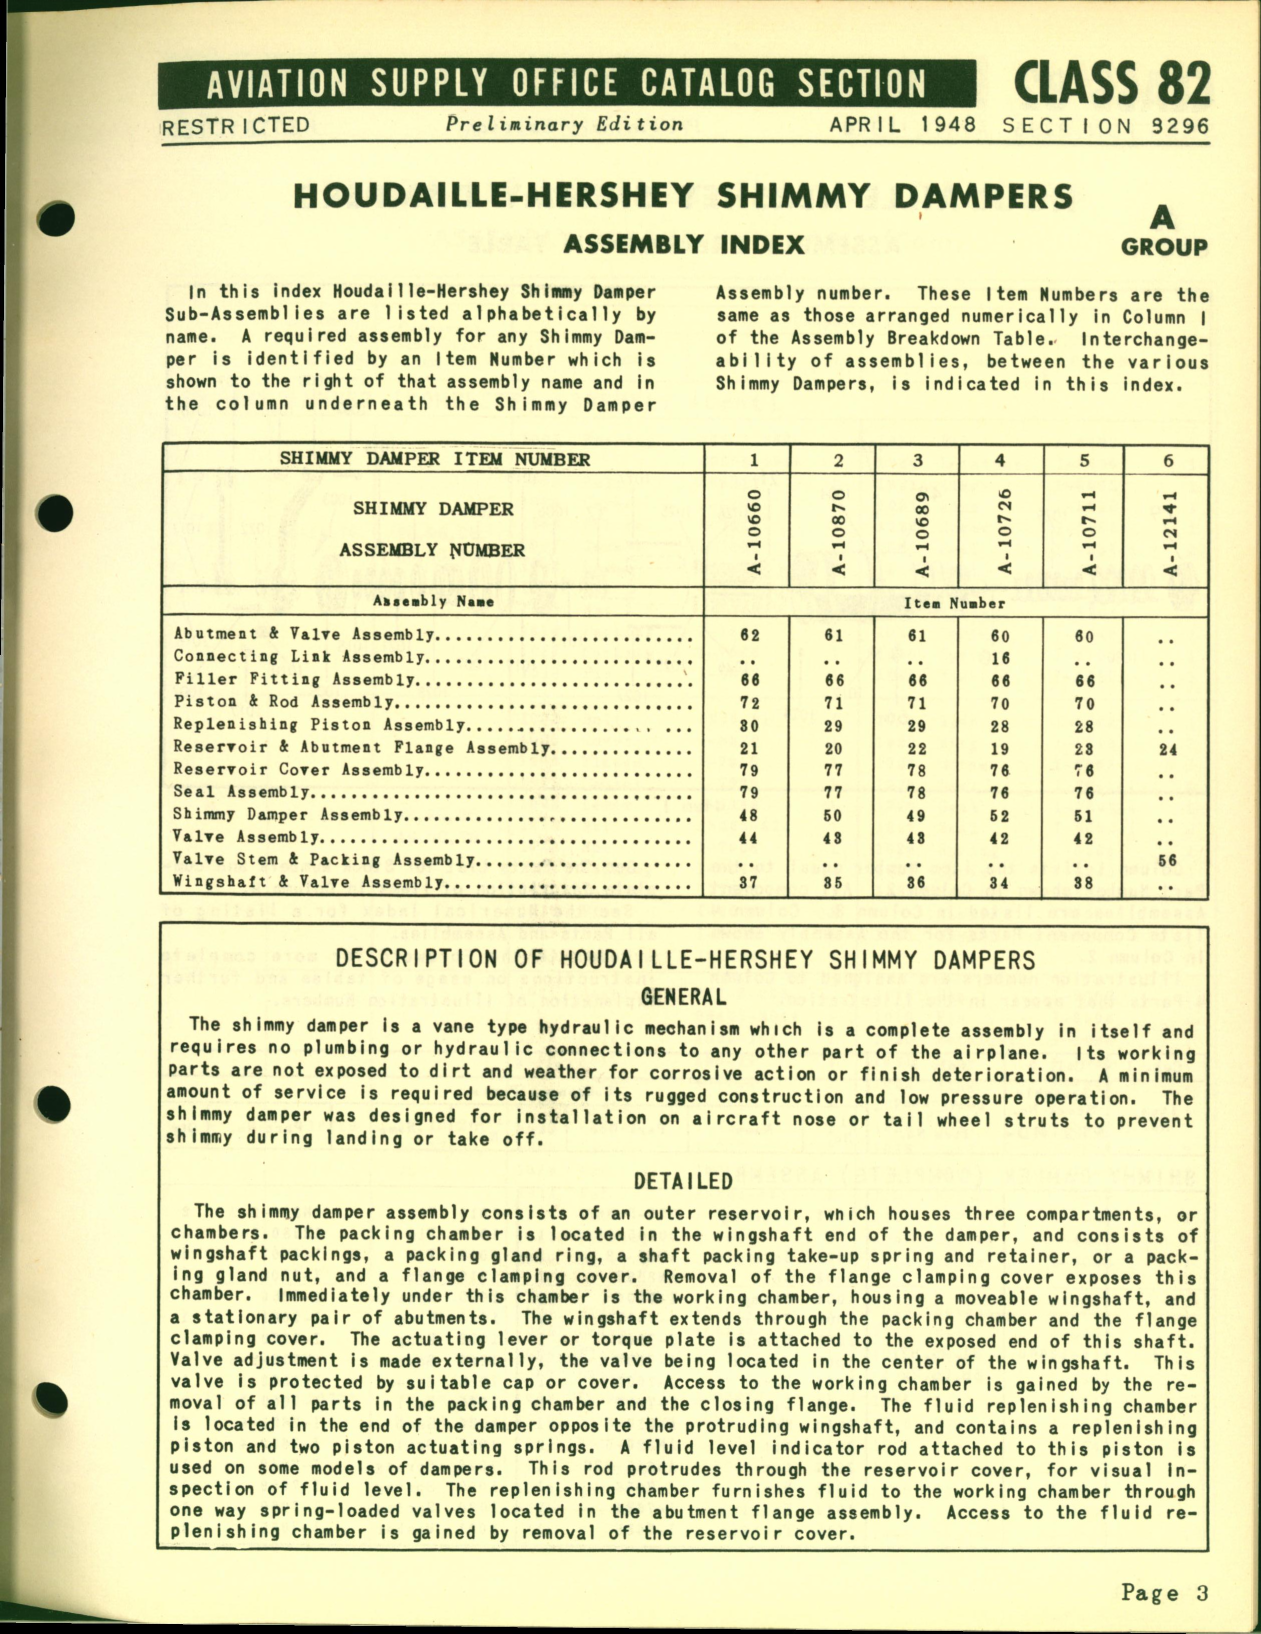 AVIATION SUPPLY OFFICE CATALOG SECTION CLASS 82
RESTRICTED Preliminary Edition APRIL 1948 SECTION 8296
HOUDAILLE-HERSHEY SHIMMY DAMPERS
ASSEMBLY INDEX
A
GROUP
In this index Houdaille-Hershey Shimmy Damper
Sub-Assemblies are listed alphabetically by
name. A required assembly for any Shimmy Dam-
per is identified by an Item Number which is
shown to the right of that assembly name and in
the column underneath the Shimmy Damper
Assembly number. These Item Numbers are the
same as those arranged numerically in Column 1
of the Assembly Breakdown Table. Interchange-
ability of assemblies, between the various
Shimmy Dampers, is indicated in this index.
SHIMMY DAMPER ITEM NUMBER 1 2 3 4 5 6
SHIMMY DAMPER
ASSEMBLY NUMBER
A-10660 A-10870 A-10689 A-10726 A-10711 A-12141
Assembly Name Item Number
Abutment & Valve Assembly......................... 62 61 61 60 60 ..
Connecting Link Assembly.......................... .. .. .. 16 .. ..
Filler Fitting Assembly........................... 66 66 66 66 66 ..
Piston & Rod Assembly............................. 72 71 71 70 70 ..
Replenishing Piston Assembly................ ... 30 29 29 28 28 ..
Reservoir & Abutment Flange Assembly.............. 21 20 22 19 23 24
Reservoir Cover Assembly.......................... 79 77 78 76 76 ..
Seal Assembly..................................... 79 77 78 76 76 ..
Shimmy Damper Assembly............................ 48 50 49 52 51 ..
Valve Assembly.................................... 44 43 43 42 42 ..
Valve Stem & Packing Assembly..................... .. .. .. .. .. 56
Wingshaft & Valve Assembly........................ 37 35 36 34 38 ..
DESCRIPTION OF HOUDAILLE-HERSHEY SHIMMY DAMPERS
GENERAL
The shimmy damper is a vane type hydraulic mechanism which is a complete assembly in itself and
requires no plumbing or hydraulic connections to any other part of the airplane. Its working
parts are not exposed to dirt and weather for corrosive action or finish deterioration. A minimum
amount of service is required because of its rugged construction and low pressure operation. The
shimmy damper was designed for installation on aircraft nose or tail wheel struts to prevent
shimmy during landing or take off.
DETAILED
The shimmy damper assembly consists of an outer reservoir, which houses three compartments, or
chambers. The packing chamber is located in the wingshaft end of the damper, and consists of
wingshaft packings, a packing gland ring, a shaft packing take-up spring and retainer, or a pack-
ing gland nut, and a flange clamping cover. Removal of the flange clamping cover exposes this
chamber. Immediately under this chamber is the working chamber, housing a moveable wingshaft, and
a stationary pair of abutments. The wingshaft extends through the packing chamber and the flange
clamping cover. The actuating lever or torque plate is attached to the exposed end of this shaft.
Valve adjustment is made externally, the valve being located in the center of the wingshaft. This
valve is protected by suitable cap or cover. Access to the working chamber is gained by the re-
moval of all parts in the packing chamber and the closing flange. The fluid replenishing chamber
is located in the end of the damper opposite the protruding wingshaft, and contains a replenishing
piston and two piston actuating springs. A fluid level indicator rod attached to this piston is
used on some models of dampers. This rod protrudes through the reservoir cover, for visual in-
spection of fluid level. The replenishing chamber furnishes fluid to the working chamber through
one way spring-loaded valves located in the abutment flange assembly. Access to the fluid re-
plenishing chamber is gained by removal of the reservoir cover.
Page 3